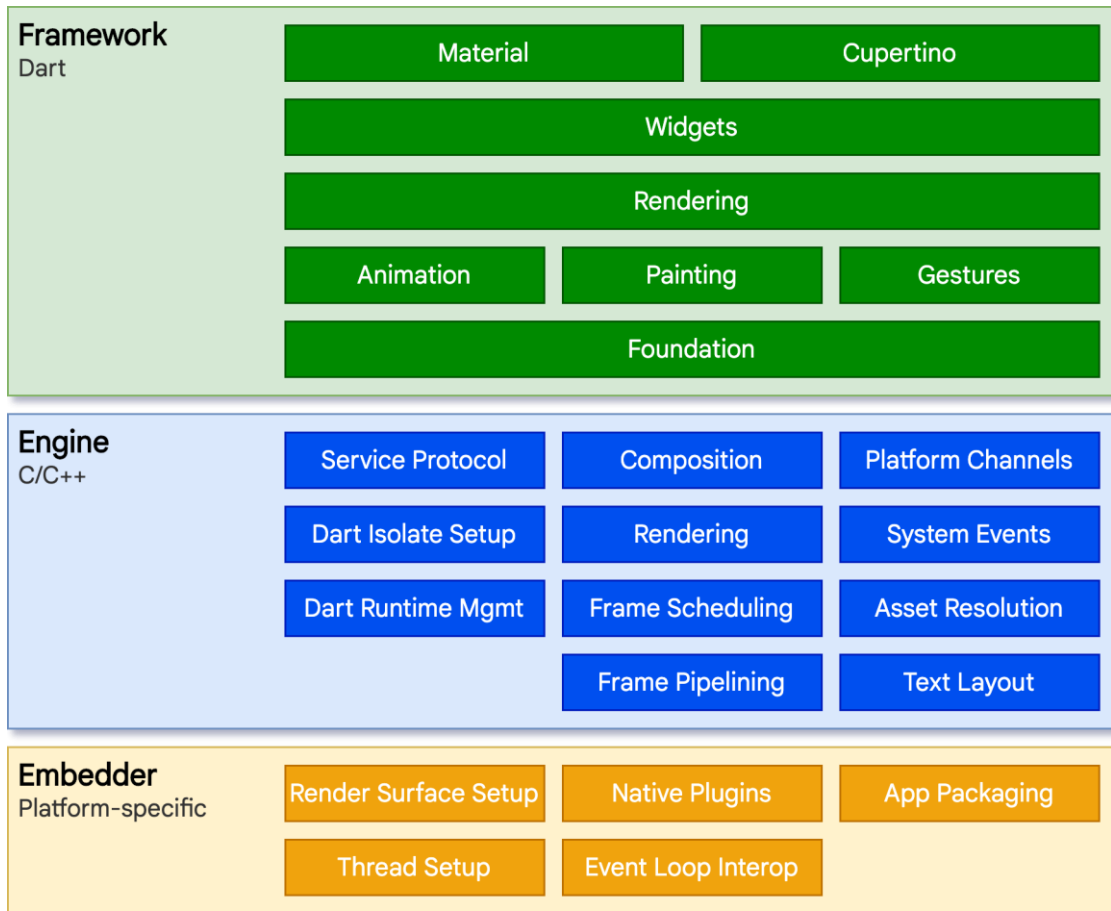 Framework
Dart
Material
Cupertino
Widgets
Rendering
Animation
Painting
Gestures
Foundation
Engine
C/C++
Service Protocol
Composition
Platform Channels
Dart Isolate Setup
Rendering
System Events
Dart Runtime Mgmt
Frame Scheduling
Asset Resolution
Frame Pipelining
Text Layout
Embedder
Platform-specific
Render Surface Setup
Native Plugins
App Packaging
Thread Setup
Event Loop Interop